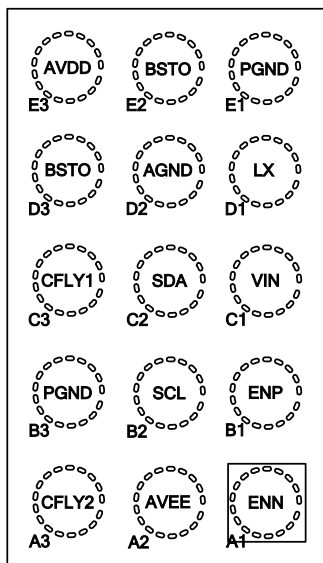 AVDD BSTO PGND
E3 E2 E1
BSTO AGND LX
D3 D2 D1
CFLY1 SDA VIN
C3 C2 C1
PGND SCL ENP
B3 B2 B1
CFLY2 AVEE ENN
A3 A2 A1